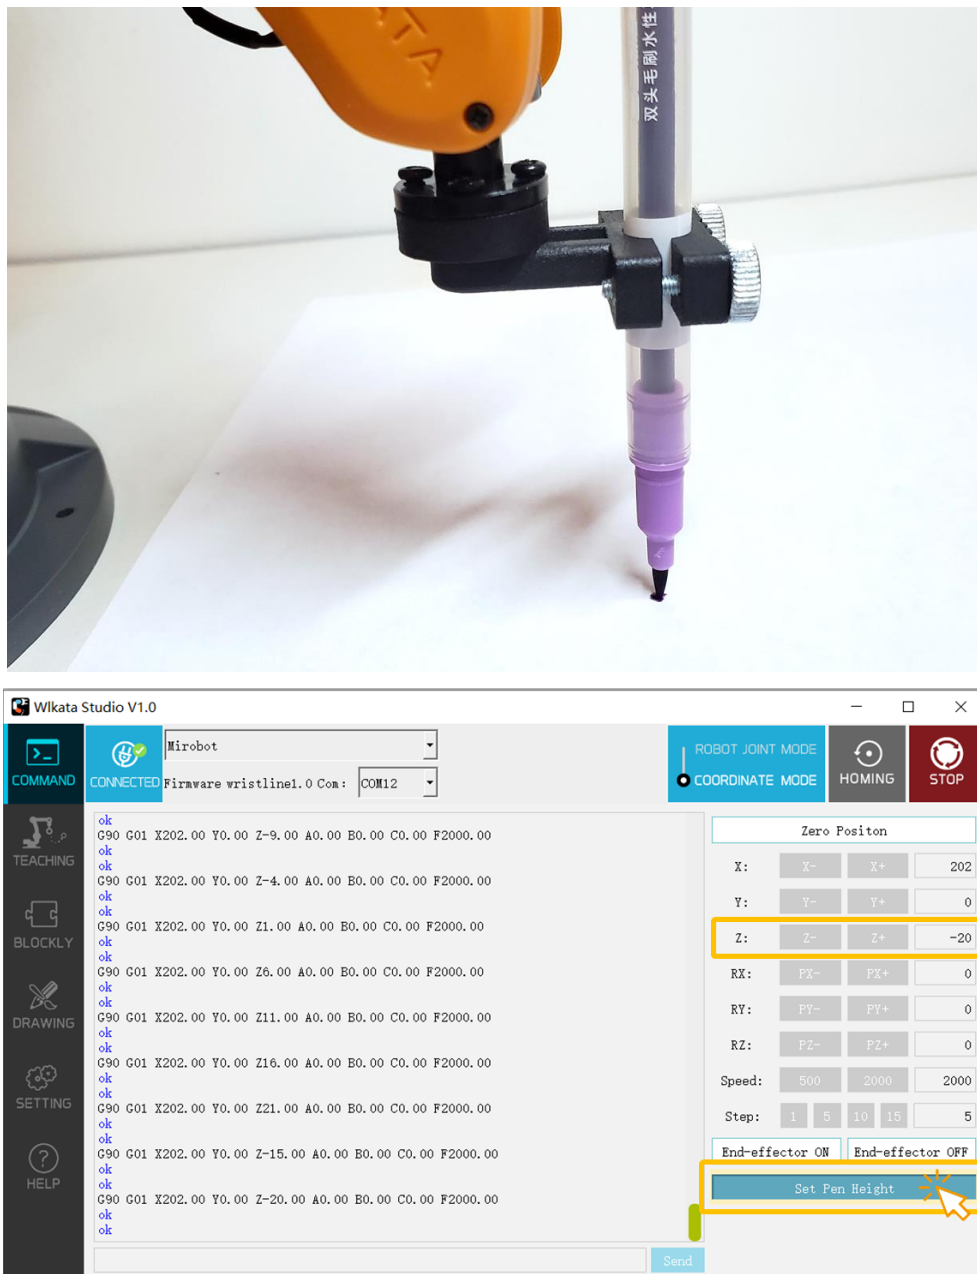 ATA
双头毛刷水性
Wlkata Studio V1.0
COMMAND
CONNECTED
Mirobot
Firmware wristline1.0 Com:
COM12
ROBOT JOINT MODE
COORDINATE MODE
HOMING
STOP
TEACHING
BLOCKLY
DRAWING
SETTING
HELP
ok
G90 G01 X202.00 Y0.00 Z-9.00 A0.00 B0.00 C0.00 F2000.00
ok
ok
G90 G01 X202.00 Y0.00 Z-4.00 A0.00 B0.00 C0.00 F2000.00
ok
ok
G90 G01 X202.00 Y0.00 Z1.00 A0.00 B0.00 C0.00 F2000.00
ok
ok
G90 G01 X202.00 Y0.00 Z6.00 A0.00 B0.00 C0.00 F2000.00
ok
ok
G90 G01 X202.00 Y0.00 Z11.00 A0.00 B0.00 C0.00 F2000.00
ok
ok
G90 G01 X202.00 Y0.00 Z16.00 A0.00 B0.00 C0.00 F2000.00
ok
ok
G90 G01 X202.00 Y0.00 Z21.00 A0.00 B0.00 C0.00 F2000.00
ok
ok
G90 G01 X202.00 Y0.00 Z-15.00 A0.00 B0.00 C0.00 F2000.00
ok
ok
G90 G01 X202.00 Y0.00 Z-20.00 A0.00 B0.00 C0.00 F2000.00
ok
ok
Send
Zero Positon
X: X- X+ 202
Y: Y- Y+ 0
Z: Z- Z+ -20
RX: PX- PX+ 0
RY: PY- PY+ 0
RZ: PZ- PZ+ 0
Speed: 500 2000 2000
Step: 1 5 10 15 5
End-effector ON End-effector OFF
Set Pen Height